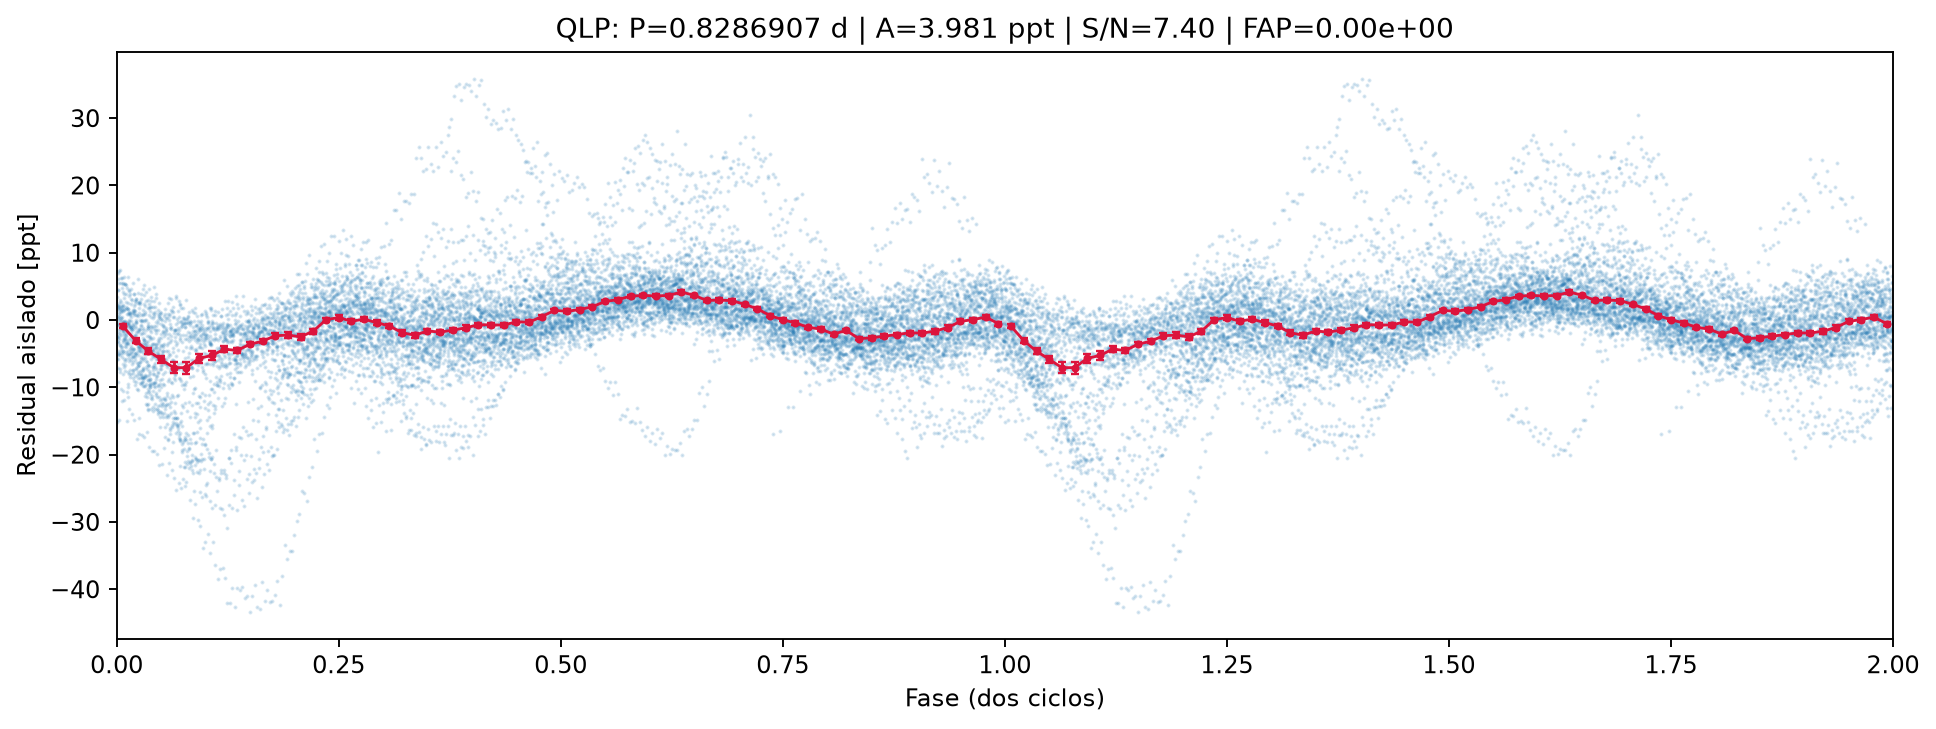 QLP: P=0.8286907 d | A=3.981 ppt | S/N=7.40 | FAP=0.00e+00
Residual aislado [ppt]
30
20
10
0
−10
−20
−30
−40
0.00 0.25 0.50 0.75 1.00 1.25 1.50 1.75 2.00
Fase (dos ciclos)